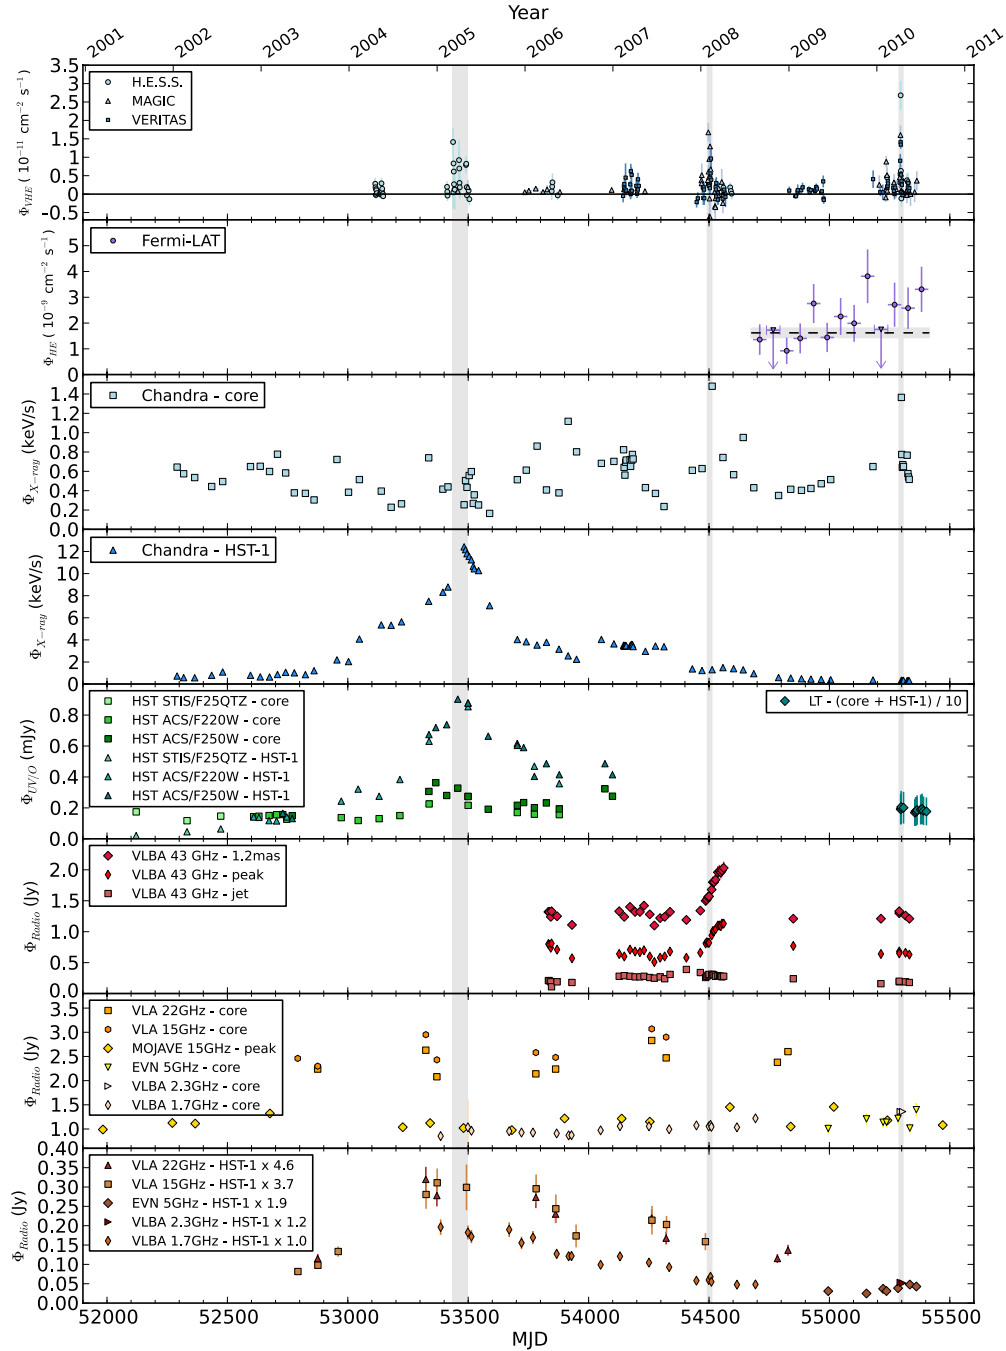 Year
2001 2002 2003 2004 2005 2006 2007 2008 2009 2010 2011
Φ_VHE (10⁻¹¹ cm⁻² s⁻¹)
3.5
3.0
2.5
2.0
1.5
1.0
0.5
0
−0.5
H.E.S.S.
MAGIC
VERITAS
Φ_HE (10⁻⁹ cm⁻² s⁻¹)
5
4
3
2
1
0
Fermi-LAT
Φ_X−ray (keV/s)
1.4
1.2
1.0
0.8
0.6
0.4
0.2
0.0
Chandra - core
Φ_X−ray (keV/s)
12
10
8
6
4
2
0
Chandra - HST-1
Φ_UV/O (mJy)
0.8
0.6
0.4
0.2
0.0
HST STIS/F25QTZ - core
HST ACS/F220W - core
HST ACS/F250W - core
HST STIS/F25QTZ - HST-1
HST ACS/F220W - HST-1
HST ACS/F250W - HST-1
LT - (core + HST-1) / 10
Φ_Radio (Jy)
2.0
1.5
1.0
0.5
0.0
VLBA 43 GHz - 1.2mas
VLBA 43 GHz - peak
VLBA 43 GHz - jet
Φ_Radio (Jy)
3.5
3.0
2.5
2.0
1.5
1.0
VLA 22GHz - core
VLA 15GHz - core
MOJAVE 15GHz - peak
EVN 5GHz - core
VLBA 2.3GHz - core
VLBA 1.7GHz - core
Φ_Radio (Jy)
0.40
0.35
0.30
0.25
0.20
0.15
0.10
0.05
0.00
VLA 22GHz - HST-1 x 4.6
VLA 15GHz - HST-1 x 3.7
EVN 5GHz - HST-1 x 1.9
VLBA 2.3GHz - HST-1 x 1.2
VLBA 1.7GHz - HST-1 x 1.0
52000 52500 53000 53500 54000 54500 55000 55500
MJD